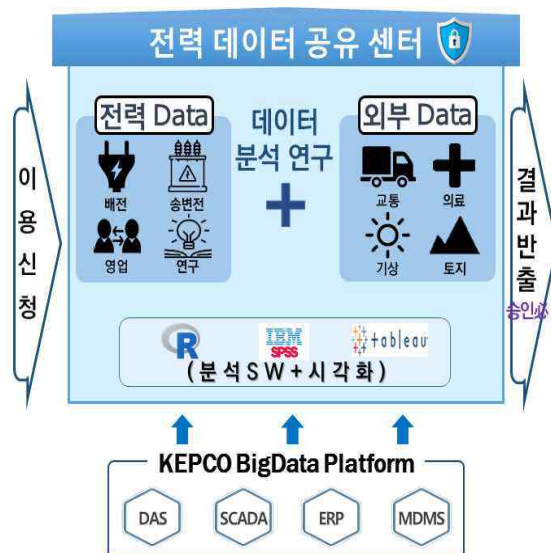 전력 데이터 공유 센터
이용신청
전력 Data
배전
송변전
영업
연구
데이터
분석 연구
+
외부 Data
교통
의료
기상
토지
R
IBM
SPSS
+tableau
(분석SW+시각화)
결과반출
승인必
KEPCO BigData Platform
DAS
SCADA
ERP
MDMS